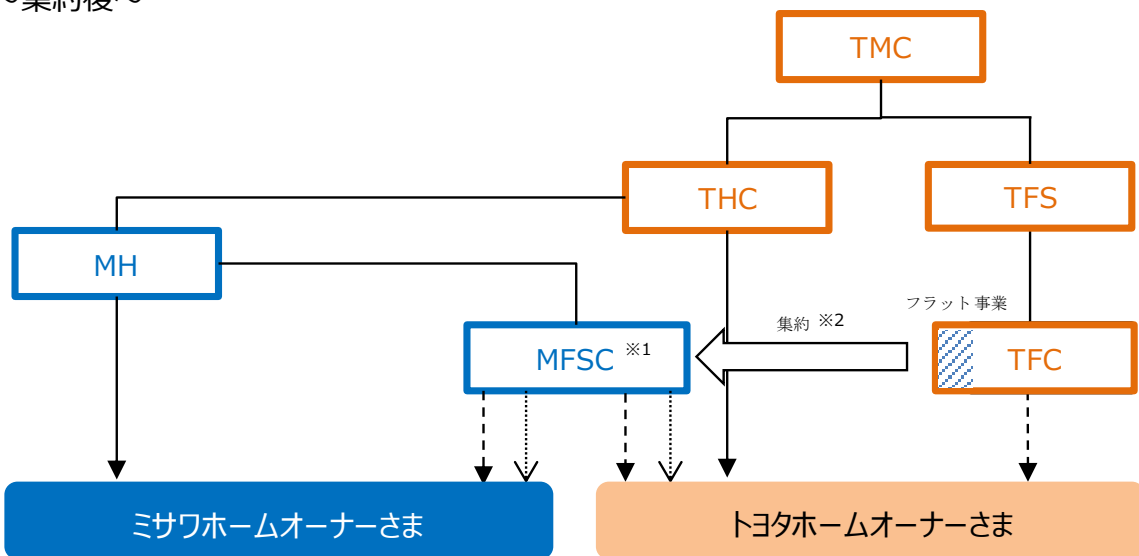 集約後
TMC
THC
TFS
MH
フラット事業
集約 ※2
MFSC ※1
TFC
ミサワホームオーナーさま
トヨタホームオーナーさま